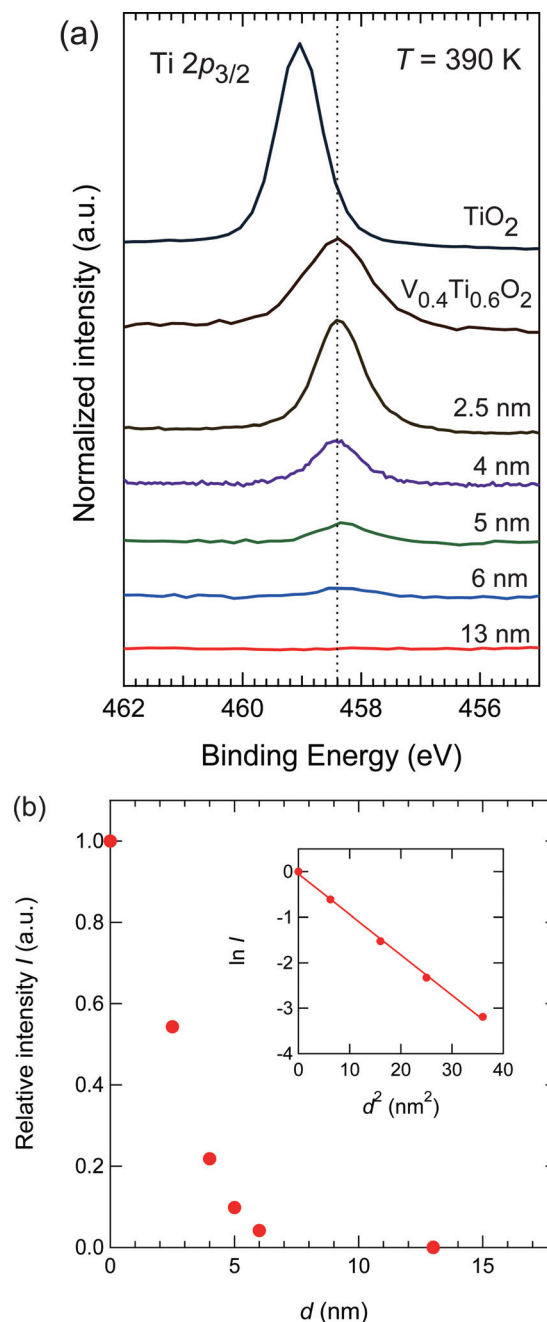 (a)
Ti 2p3/2
T = 390 K
TiO2
V0.4Ti0.6O2
2.5 nm
4 nm
5 nm
6 nm
13 nm
Normalized intensity (a.u.)
462 460 458 456
Binding Energy (eV)
(b)
1.0
0.8
0.6
0.4
0.2
0.0
Relative intensity I (a.u.)
0 5 10 15
d (nm)
0
-1
-2
-3
-4
ln I
0 10 20 30 40
d2 (nm2)